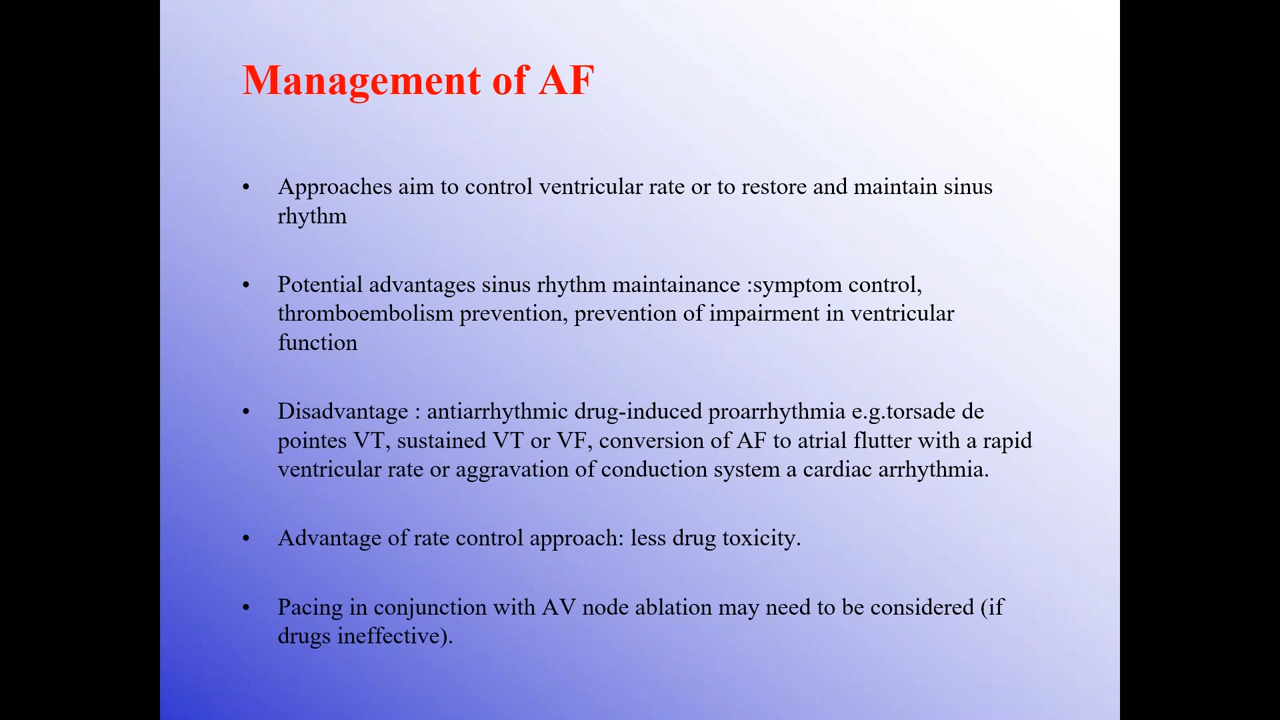 Management of AF
• Approaches aim to control ventricular rate or to restore and maintain sinus
rhythm
• Potential advantages sinus rhythm maintainance :symptom control,
thromboembolism prevention, prevention of impairment in ventricular
function
• Disadvantage : antiarrhythmic drug-induced proarrhythmia e.g.torsade de
pointes VT, sustained VT or VF, conversion of AF to atrial flutter with a rapid
ventricular rate or aggravation of conduction system a cardiac arrhythmia.
• Advantage of rate control approach: less drug toxicity.
• Pacing in conjunction with AV node ablation may need to be considered (if
drugs ineffective).